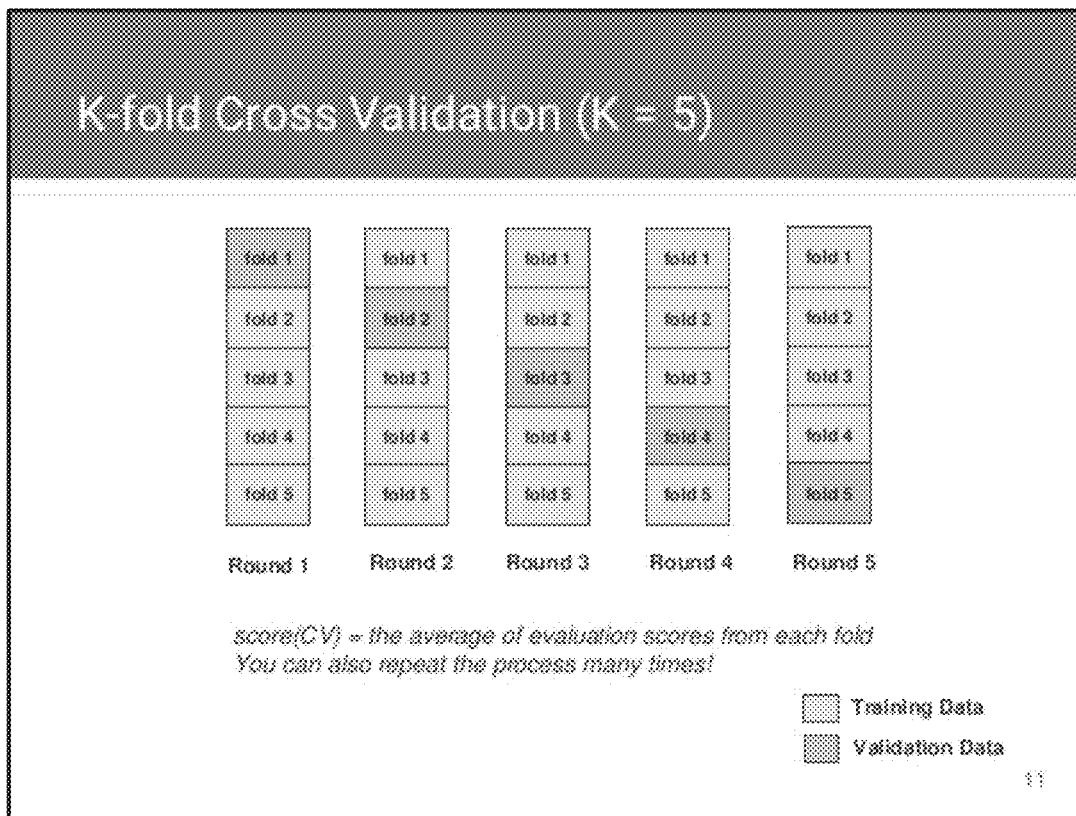 K-fold Cross Validation (K = 5)
fold 1 fold 1 fold 1 fold 1 fold 1
fold 2 fold 2 fold 2 fold 2 fold 2
fold 3 fold 3 fold 3 fold 3 fold 3
fold 4 fold 4 fold 4 fold 4 fold 4
fold 5 fold 5 fold 5 fold 5 fold 5
Round 1 Round 2 Round 3 Round 4 Round 5
score(CV) = the average of evaluation scores from each fold
You can also repeat the process many times!
Training Data
Validation Data
11